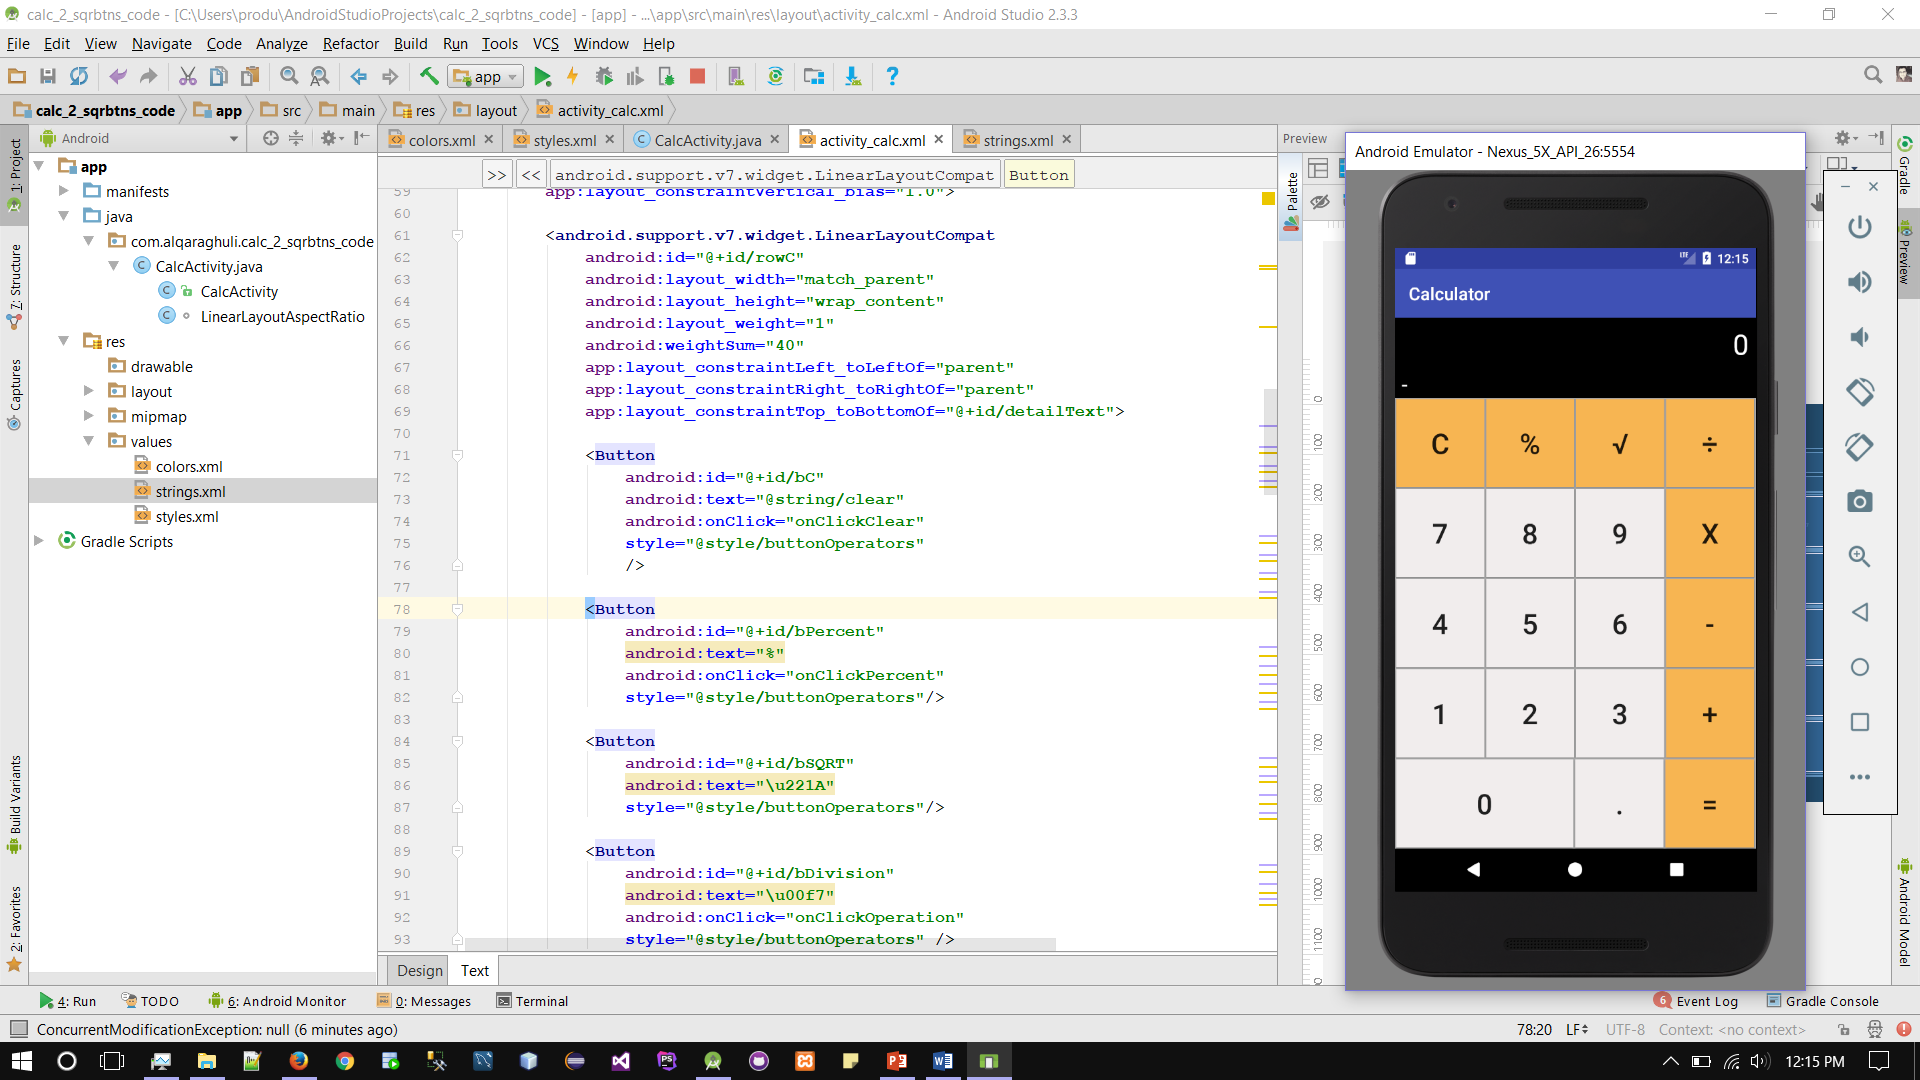 calc_2_sqrbtns_code - [C:\Users\produ\AndroidStudioProjects\calc_2_sqrbtns_code] - [app] - ...\app\src\main\res\layout\activity_calc.xml - Android Studio 2.3.3
File Edit View Navigate Code Analyze Refactor Build Run Tools VCS Window Help
app
calc_2_sqrbtns_code app src main res layout activity_calc.xml
Android
colors.xml styles.xml CalcActivity.java activity_calc.xml strings.xml
>> << android.support.v7.widget.LinearLayoutCompat Button
1: Project
Z: Structure
Captures
Build Variants
2: Favorites
app
manifests
java
com.alqaraghuli.calc_2_sqrbtns_code
CalcActivity.java
CalcActivity
LinearLayoutAspectRatio
res
drawable
layout
mipmap
values
colors.xml
strings.xml
styles.xml
Gradle Scripts
59 app:layout_constraintVertical_bias="1.0">
60
61 <android.support.v7.widget.LinearLayoutCompat
62 android:id="@+id/rowC"
63 android:layout_width="match_parent"
64 android:layout_height="wrap_content"
65 android:layout_weight="1"
66 android:weightSum="40"
67 app:layout_constraintLeft_toLeftOf="parent"
68 app:layout_constraintRight_toRightOf="parent"
69 app:layout_constraintTop_toBottomOf="@+id/detailText">
70
71 <Button
72 android:id="@+id/bC"
73 android:text="@string/clear"
74 android:onClick="onClickClear"
75 style="@style/buttonOperators"
76 />
77
78 <Button
79 android:id="@+id/bPercent"
80 android:text="%"
81 android:onClick="onClickPercent"
82 style="@style/buttonOperators"/>
83
84 <Button
85 android:id="@+id/bSQRT"
86 android:text="\u221A"
87 style="@style/buttonOperators"/>
88
89 <Button
90 android:id="@+id/bDivision"
91 android:text="\u00f7"
92 android:onClick="onClickOperation"
93 style="@style/buttonOperators" />
Design Text
Preview
Palette
0
100
200
300
400
500
600
700
800
900
1000
1100
Android Emulator - Nexus_5X_API_26:5554
LTE 12:15
Calculator
0
-
C % √ ÷
7 8 9 X
4 5 6 -
1 2 3 +
0 . =
Gradle
Preview
Android Model
4: Run TODO 6: Android Monitor 0: Messages Terminal 6 Event Log Gradle Console
ConcurrentModificationException: null (6 minutes ago) 78:20 LF UTF-8 Context: <no context>
12:15 PM